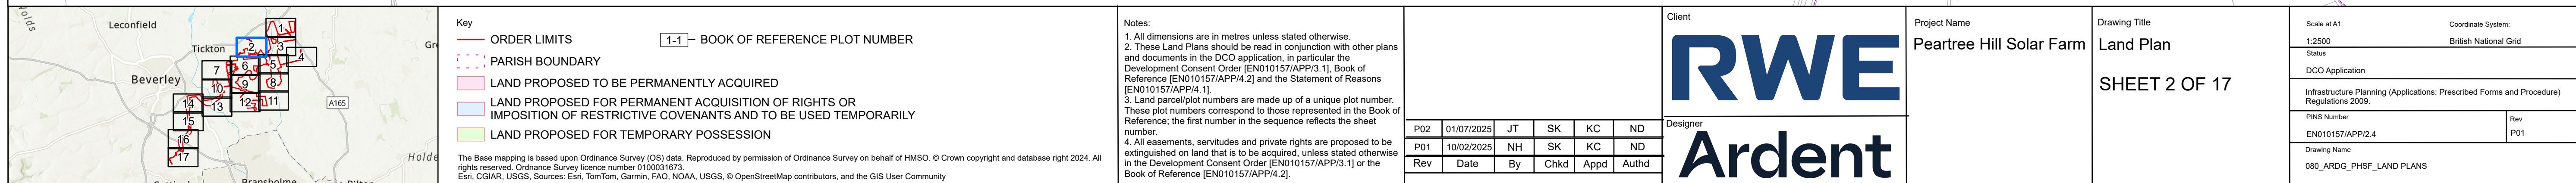 Leconfield
Tickton
Beverley
A165
Holde
1
2
3
4
5
6
7
8
9
10
11
12
13
14
15
16
17
Key
ORDER LIMITS
1-1 BOOK OF REFERENCE PLOT NUMBER
PARISH BOUNDARY
LAND PROPOSED TO BE PERMANENTLY ACQUIRED
LAND PROPOSED FOR PERMANENT ACQUISITION OF RIGHTS OR
IMPOSITION OF RESTRICTIVE COVENANTS AND TO BE USED TEMPORARILY
LAND PROPOSED FOR TEMPORARY POSSESSION
The Base mapping is based upon Ordinance Survey (OS) data. Reproduced by permission of Ordinance Survey on behalf of HMSO. © Crown copyright and database right 2024. All
rights reserved. Ordinance Survey licence number 0100031673.
Esri, CGIAR, USGS, Sources: Esri, TomTom, Garmin, FAO, NOAA, USGS, © OpenStreetMap contributors, and the GIS User Community
Notes:
1. All dimensions are in metres unless stated otherwise.
2. These Land Plans should be read in conjunction with other plans
and documents in the DCO application, in particular the
Development Consent Order [EN010157/APP/3.1], Book of
Reference [EN010157/APP/4.2] and the Statement of Reasons
[EN010157/APP/4.1].
3. Land parcel/plot numbers are made up of a unique plot number.
These plot numbers correspond to those represented in the Book of
Reference; the first number in the sequence reflects the sheet
number.
4. All easements, servitudes and private rights are proposed to be
extinguished on land that is to be acquired, unless stated otherwise
in the Development Consent Order [EN010157/APP/3.1] or the
Book of Reference [EN010157/APP/4.2].
P02 01/07/2025 JT SK KC ND
P01 10/02/2025 NH SK KC ND
Rev Date By Chkd Appd Authd
Client
RWE
Designer
Ardent
Project Name
Peartree Hill Solar Farm
Drawing Title
Land Plan
SHEET 2 OF 17
Scale at A1 Coordinate System:
1:2500 British National Grid
Status
DCO Application
Infrastructure Planning (Applications: Prescribed Forms and Procedure)
Regulations 2009.
PINS Number Rev
EN010157/APP/2.4 P01
Drawing Name
080_ARDG_PHSF_LAND PLANS